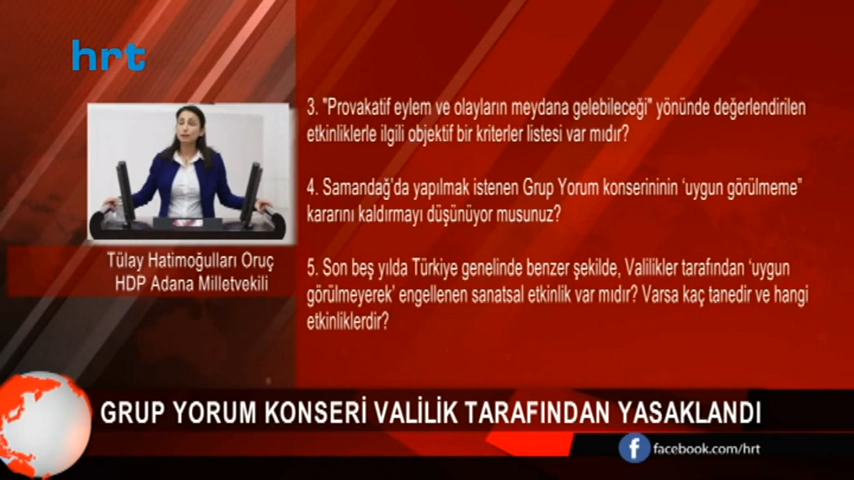 hrt
3. "Provakatif eylem ve olayların meydana gelebileceği" yönünde değerlendirilen
etkinliklerle ilgili objektif bir kriterler listesi var mıdır?
4. Samandağ'da yapılmak istenen Grup Yorum konserininin 'uygun görülmeme"
kararını kaldırmayı düşünüyor musunuz?
5. Son beş yılda Türkiye genelinde benzer şekilde, Valilikler tarafından 'uygun
görülmeyerek' engellenen sanatsal etkinlik var mıdır? Varsa kaç tanedir ve hangi
etkinliklerdir?
Tülay Hatimoğulları Oruç
HDP Adana Milletvekili
GRUP YORUM KONSERİ VALİLİK TARAFINDAN YASAKLANDI
f facebook.com/hrt